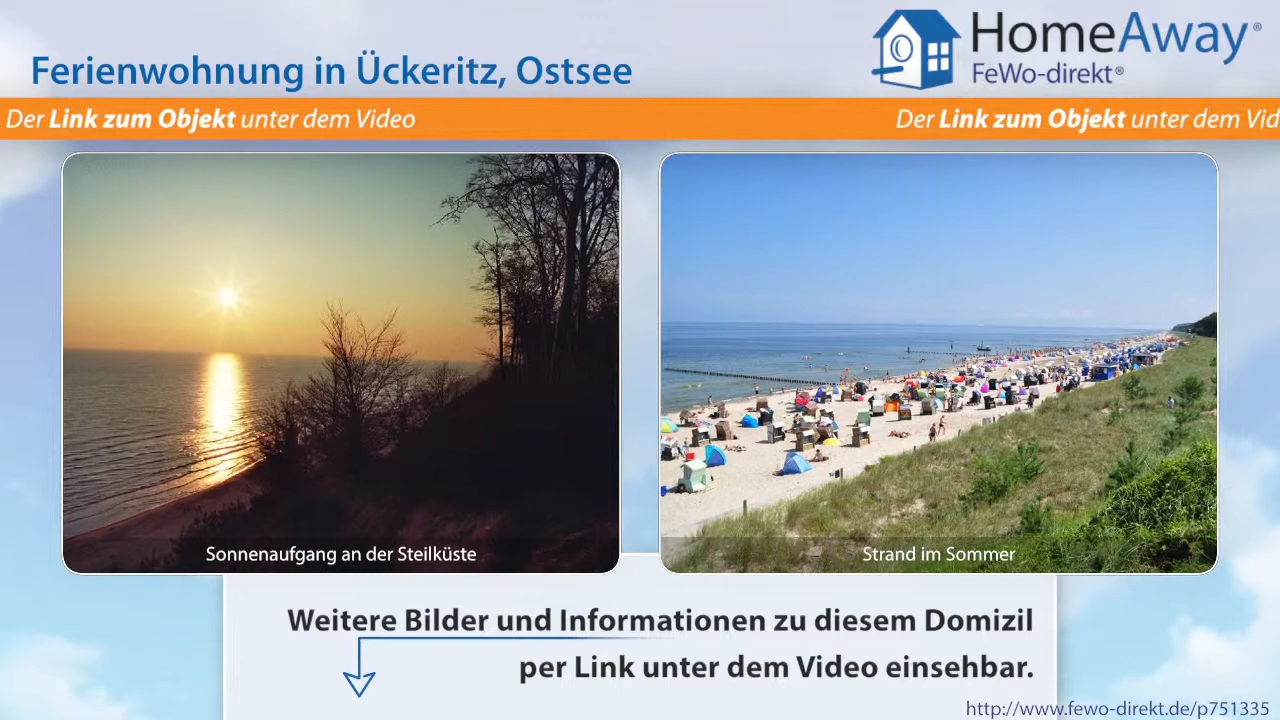 HomeAway®
FeWo-direkt®
Ferienwohnung in Ückeritz, Ostsee
Der Link zum Objekt unter dem Video
Der Link zum Objekt unter dem Vid
Sonnenaufgang an der Steilküste
Strand im Sommer
Weitere Bilder und Informationen zu diesem Domizil
per Link unter dem Video einsehbar.
http://www.fewo-direkt.de/p751335